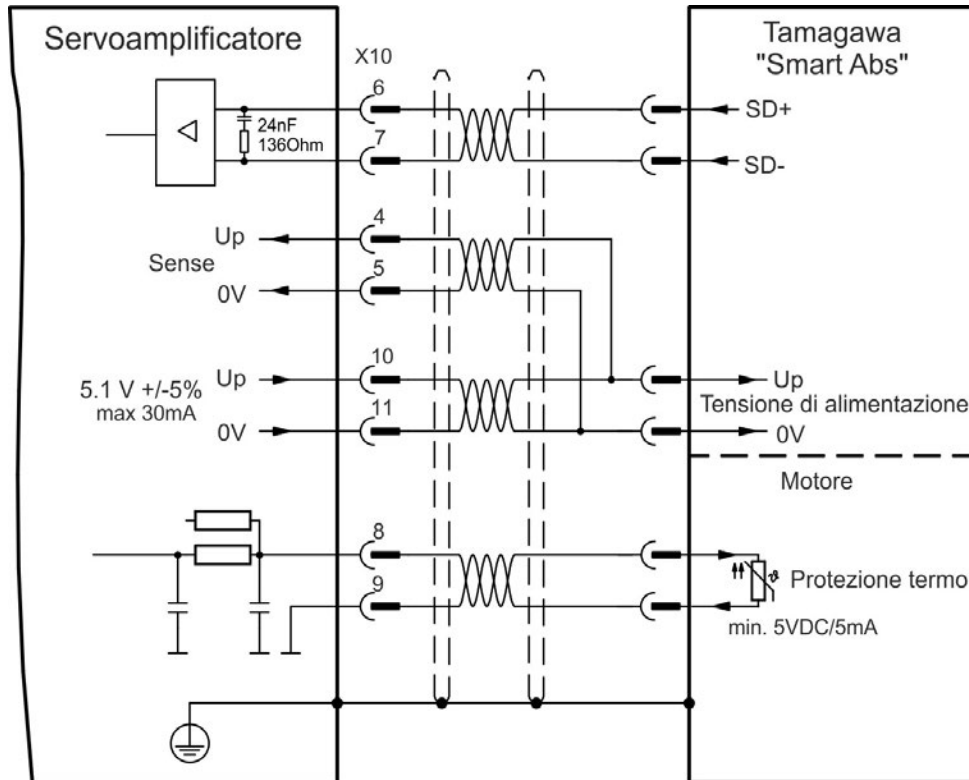 Servoamplificatore
X10
Tamagawa
"Smart Abs"
6
SD+
24nF
136Ohm
7
SD-
4
Up
Sense
5
0V
10
Up
Up
5.1 V +/-5%
max 30mA
Tensione di alimentazione
11
0V
0V
Motore
8
9
Protezione termo
min. 5VDC/5mA